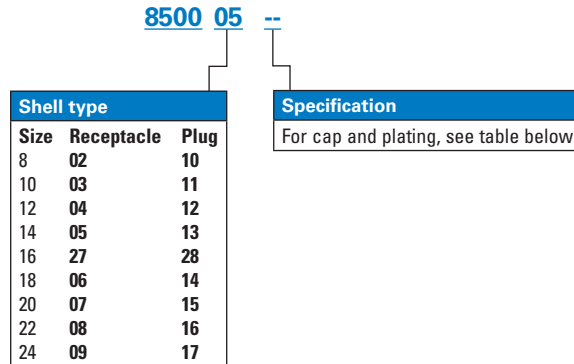 8500 05 --
Shell type
Size Receptacle Plug
8 02 10
10 03 11
12 04 12
14 05 13
16 27 28
18 06 14
20 07 15
22 08 16
24 09 17
Specification
For cap and plating, see table below